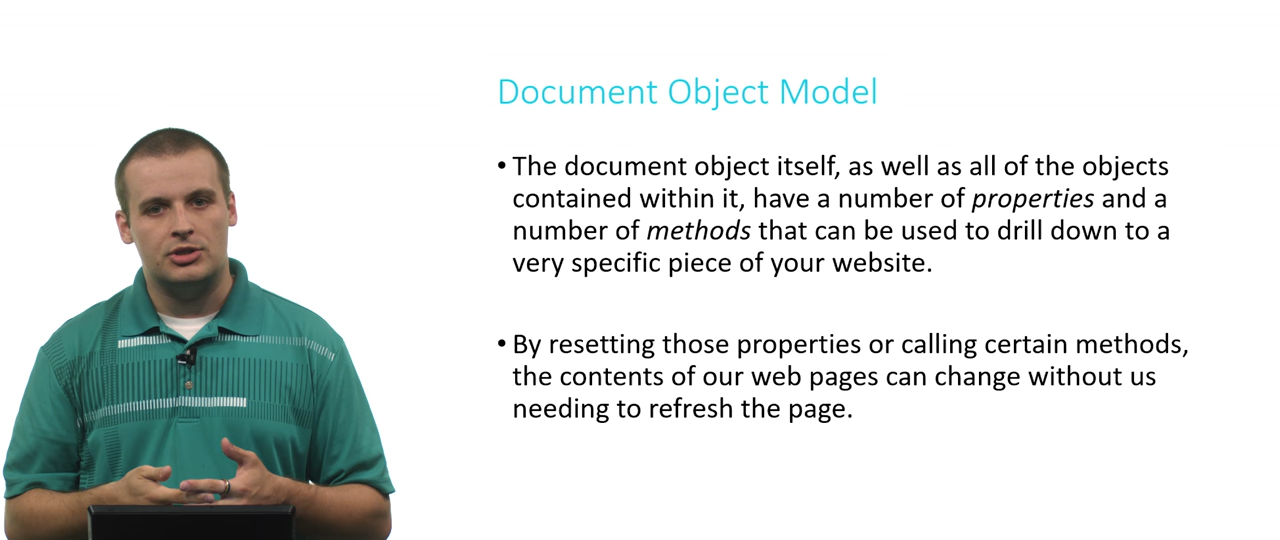 Document Object Model
• The document object itself, as well as all of the objects
contained within it, have a number of properties and a
number of methods that can be used to drill down to a
very specific piece of your website.
• By resetting those properties or calling certain methods,
the contents of our web pages can change without us
needing to refresh the page.